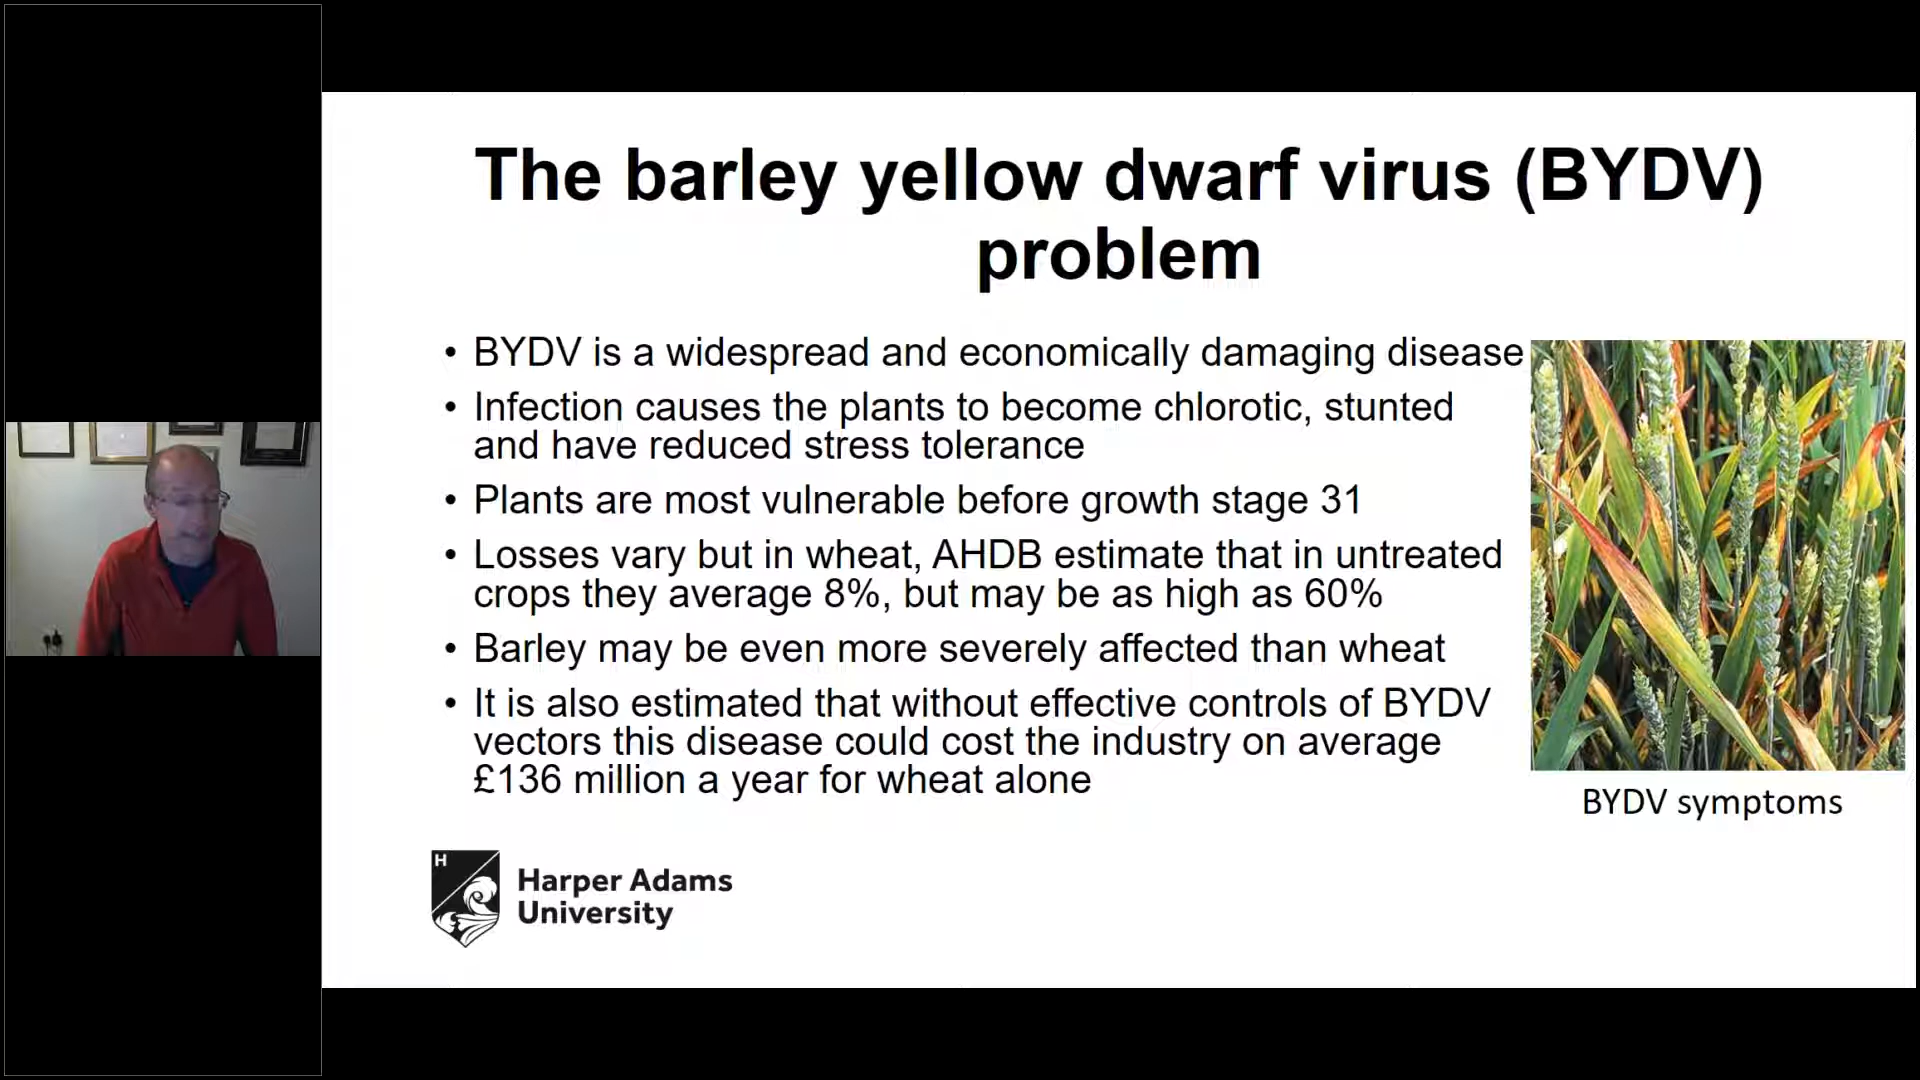 The barley yellow dwarf virus (BYDV)
problem
• BYDV is a widespread and economically damaging disease
• Infection causes the plants to become chlorotic, stunted
and have reduced stress tolerance
• Plants are most vulnerable before growth stage 31
• Losses vary but in wheat, AHDB estimate that in untreated
crops they average 8%, but may be as high as 60%
• Barley may be even more severely affected than wheat
• It is also estimated that without effective controls of BYDV
vectors this disease could cost the industry on average
£136 million a year for wheat alone
BYDV symptoms
H
Harper Adams
University